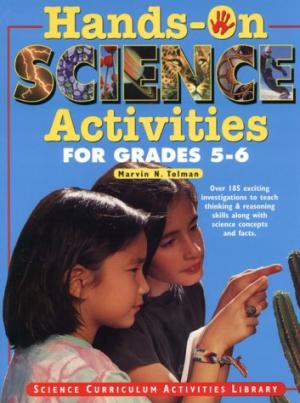 Hands-On
SCIENCE
Activities
FOR GRADES 5-6
Marvin N. Tolman
Over 185 exciting
investigations to teach
thinking & reasoning
skills along with
science concepts
and facts.
SCIENCE CURRICULUM ACTIVITIES LIBRARY